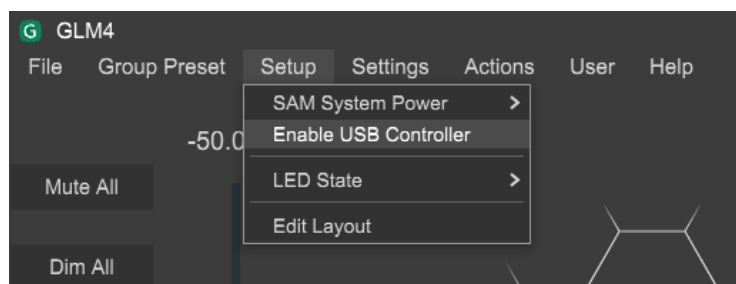 G GLM4
File Group Preset Setup Settings Actions User Help
SAM System Power >
-50.0
Enable USB Controller
Mute All
LED State >
Edit Layout
Dim All